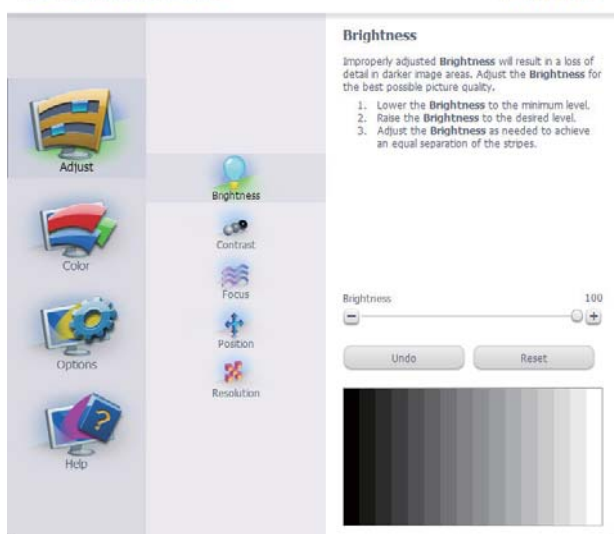 Adjust
Color
Options
Help
Brightness
Contrast
Focus
Position
Resolution
Brightness
Improperly adjusted Brightness will result in a loss of
detail in darker image areas. Adjust the Brightness for
the best possible picture quality.
1. Lower the Brightness to the minimum level.
2. Raise the Brightness to the desired level.
3. Adjust the Brightness as needed to achieve
an equal separation of the stripes.
Brightness 100
Undo Reset